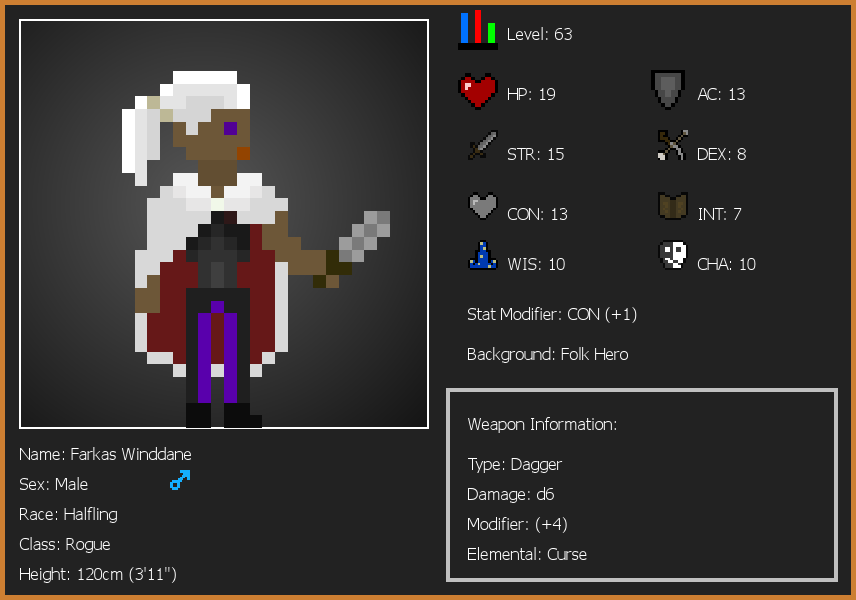 Level: 63
HP: 19
AC: 13
STR: 15
DEX: 8
CON: 13
INT: 7
WIS: 10
CHA: 10
Stat Modifier: CON (+1)
Background: Folk Hero
Weapon Information:
Type: Dagger
Damage: d6
Modifier: (+4)
Elemental: Curse
Name: Farkas Winddane
Sex: Male
Race: Halfling
Class: Rogue
Height: 120cm (3'11")